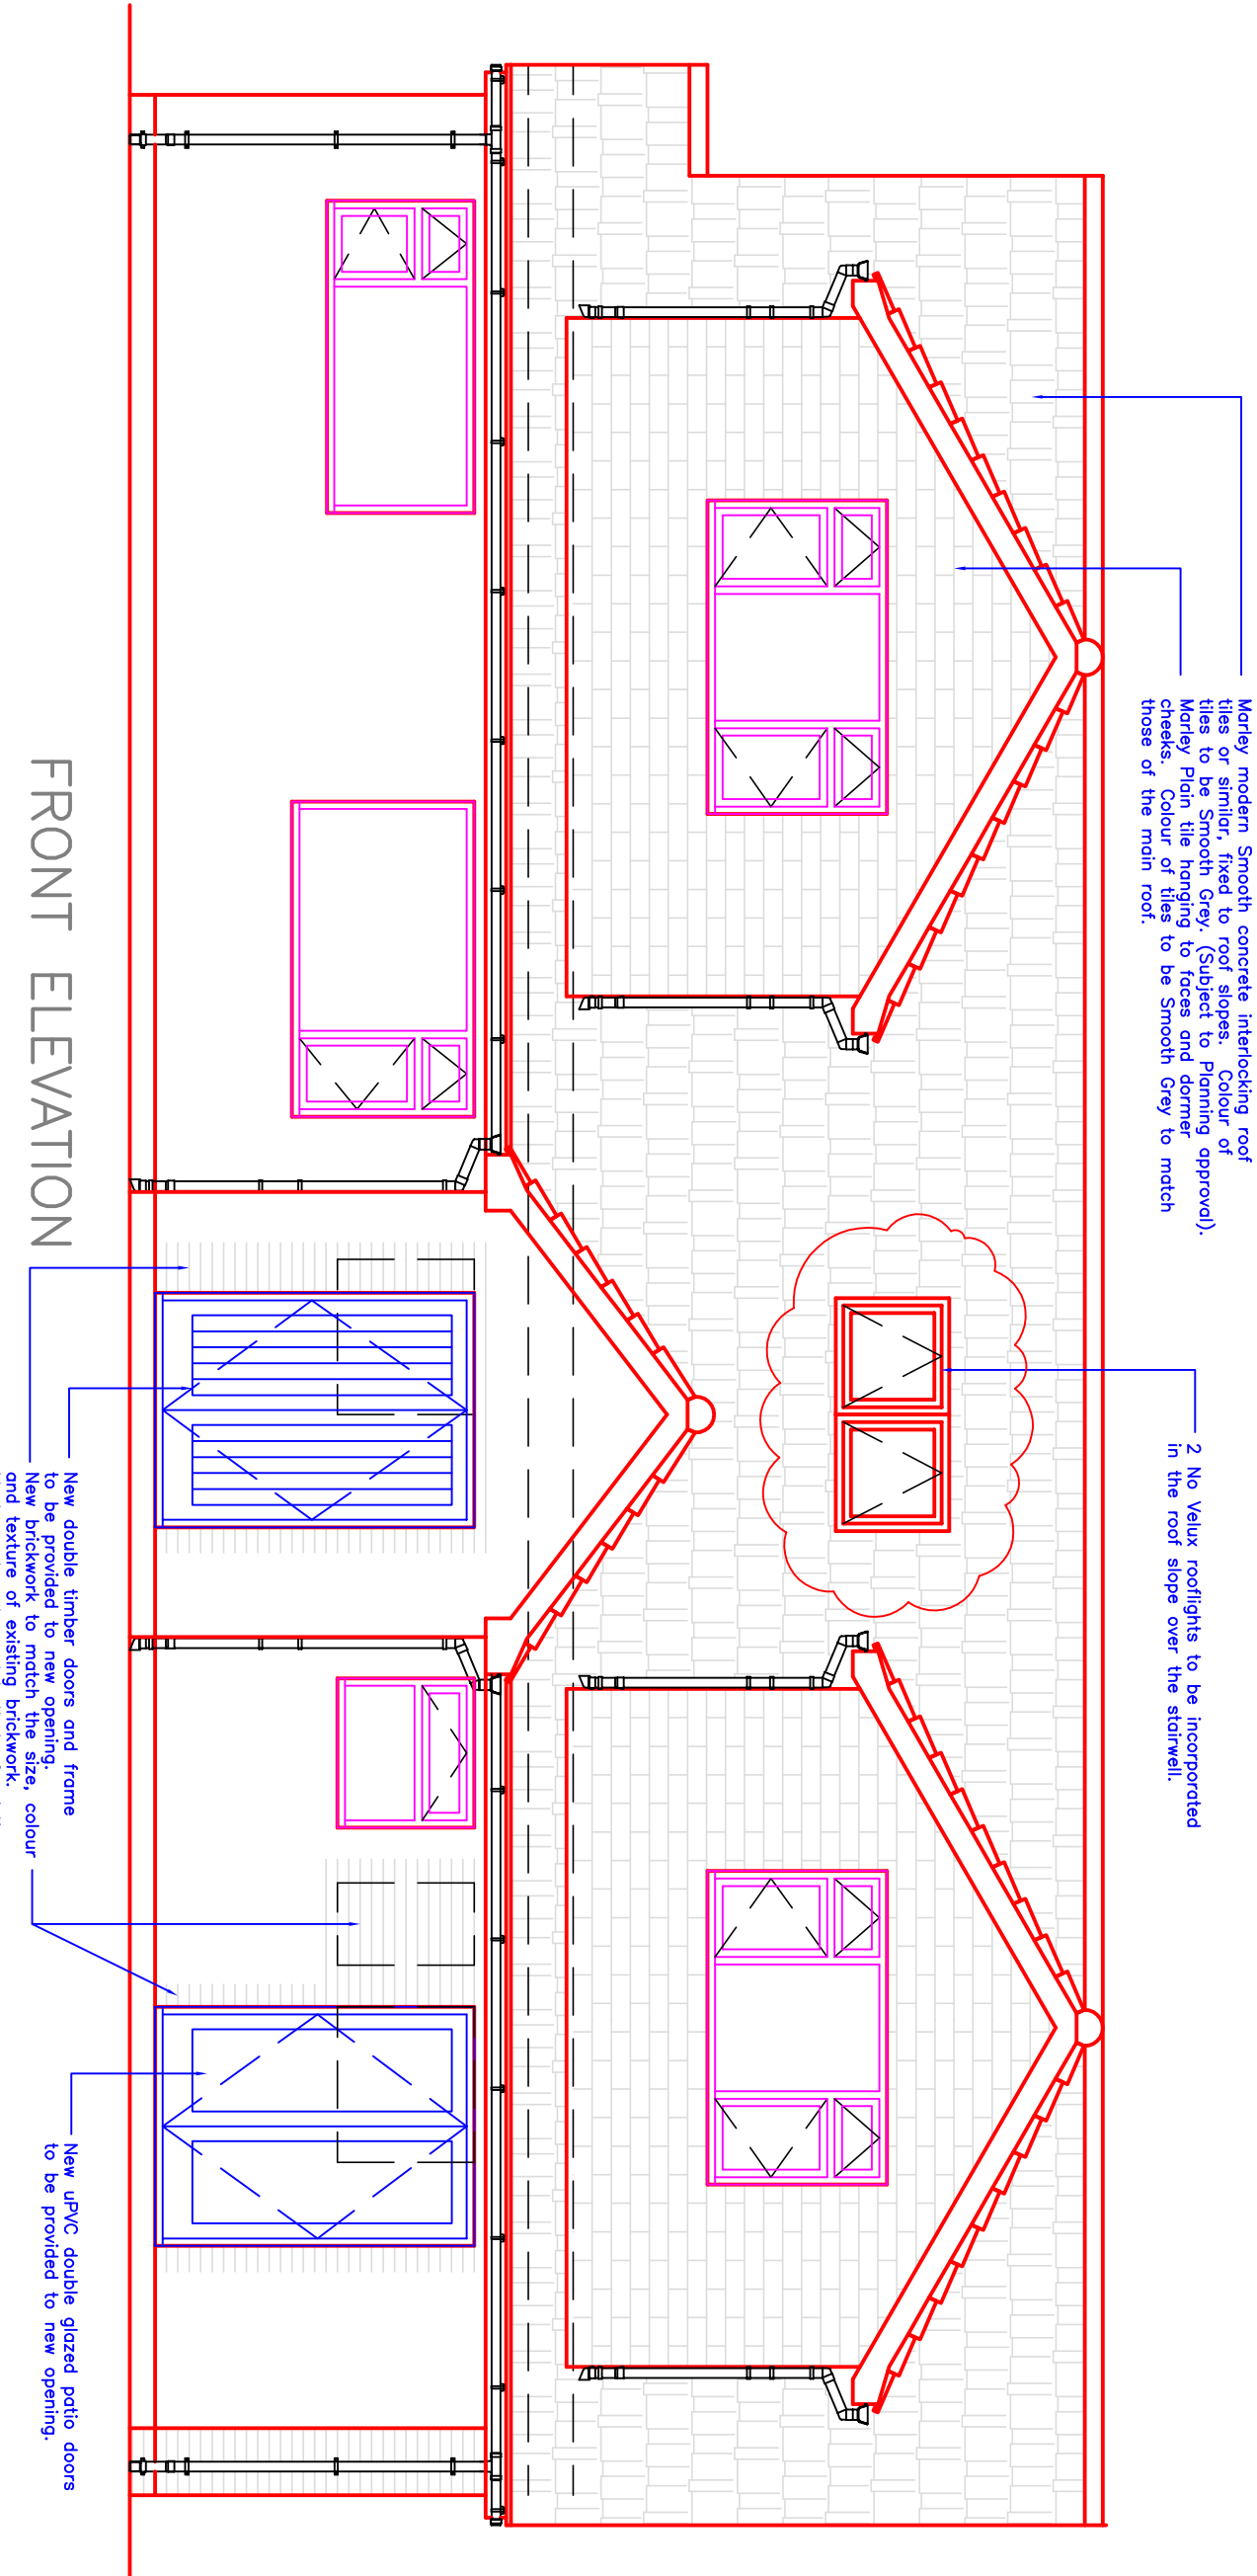 Marley modern Smooth concrete interlocking roof
tiles or similar, fixed to roof slopes. Colour of
tiles to be Smooth Grey. (Subject to Planning approval).
Marley Plain tile hanging to faces and dormer
cheeks. Colour of tiles to be Smooth Grey to match
those of the main roof.
2 No Velux rooflights to be incorporated
in the roof slope over the stairwell.
New double timber doors and frame
to be provided to new opening.
New brickwork to match the size, colour
and texture of existing brickwork.
New uPVC double glazed patio doors
to be provided to new opening.
FRONT ELEVATION